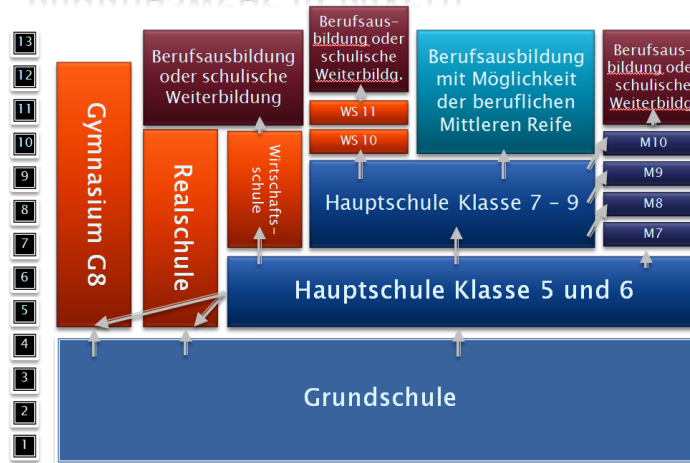 13
12
11
10
9
8
7
6
5
4
3
2
1
Gymnasium G8
Berufsausbildung
oder schulische
Weiterbildung
Realschule
Wirtschafts-
schule
Berufsaus-
bildung oder
schulische
Weiterbildg.
WS 11
WS 10
Berufsausbildung
mit Möglichkeit
der beruflichen
Mittleren Reife
Berufsaus-
bildung ode
schulische
Weiterbildg
M10
M9
M8
M7
Hauptschule Klasse 7 – 9
Hauptschule Klasse 5 und 6
Grundschule